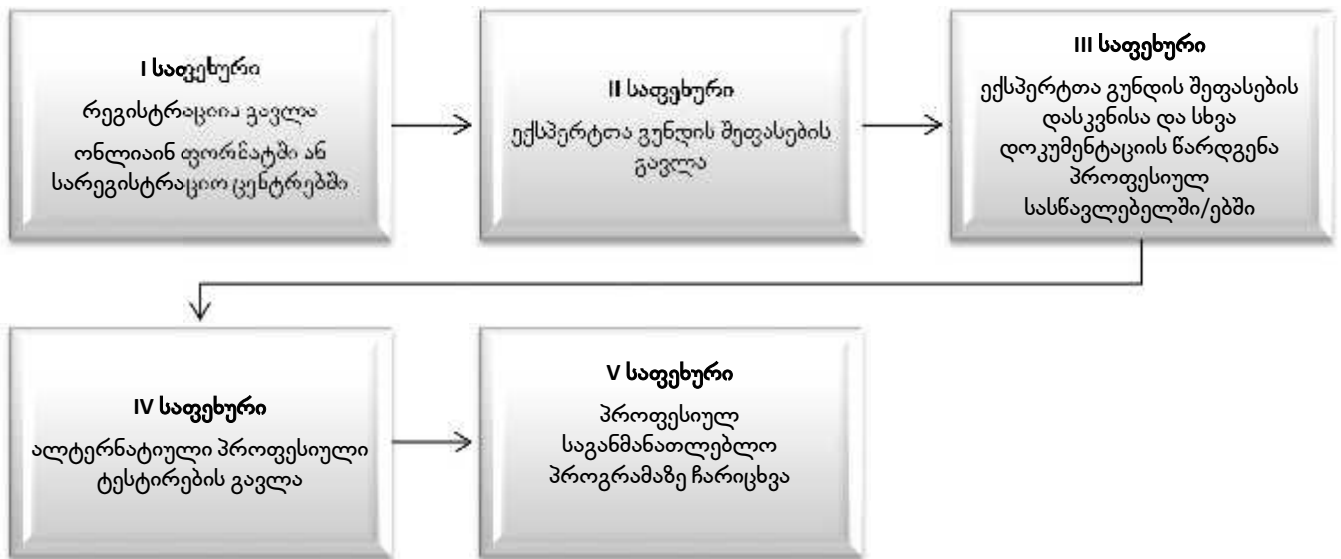 I საფეხური
რეგისტრაციის გავლა
ონლიაინ ფორმატში ან
სარეგისტრაციო ცენტრებში
II საფეხური
ექსპერტთა გუნდის შეფასების
გავლა
III საფეხური
ექსპერტთა გუნდის შეფასების
დასკვნისა და სხვა
დოკუმენტაციის წარდგენა
პროფესიულ
სასწავლებელში/ებში
IV საფეხური
ალტერნატიული პროფესიული
ტესტირების გავლა
V საფეხური
პროფესიულ
საგანმანათლებლო
პროგრამაზე ჩარიცხვა